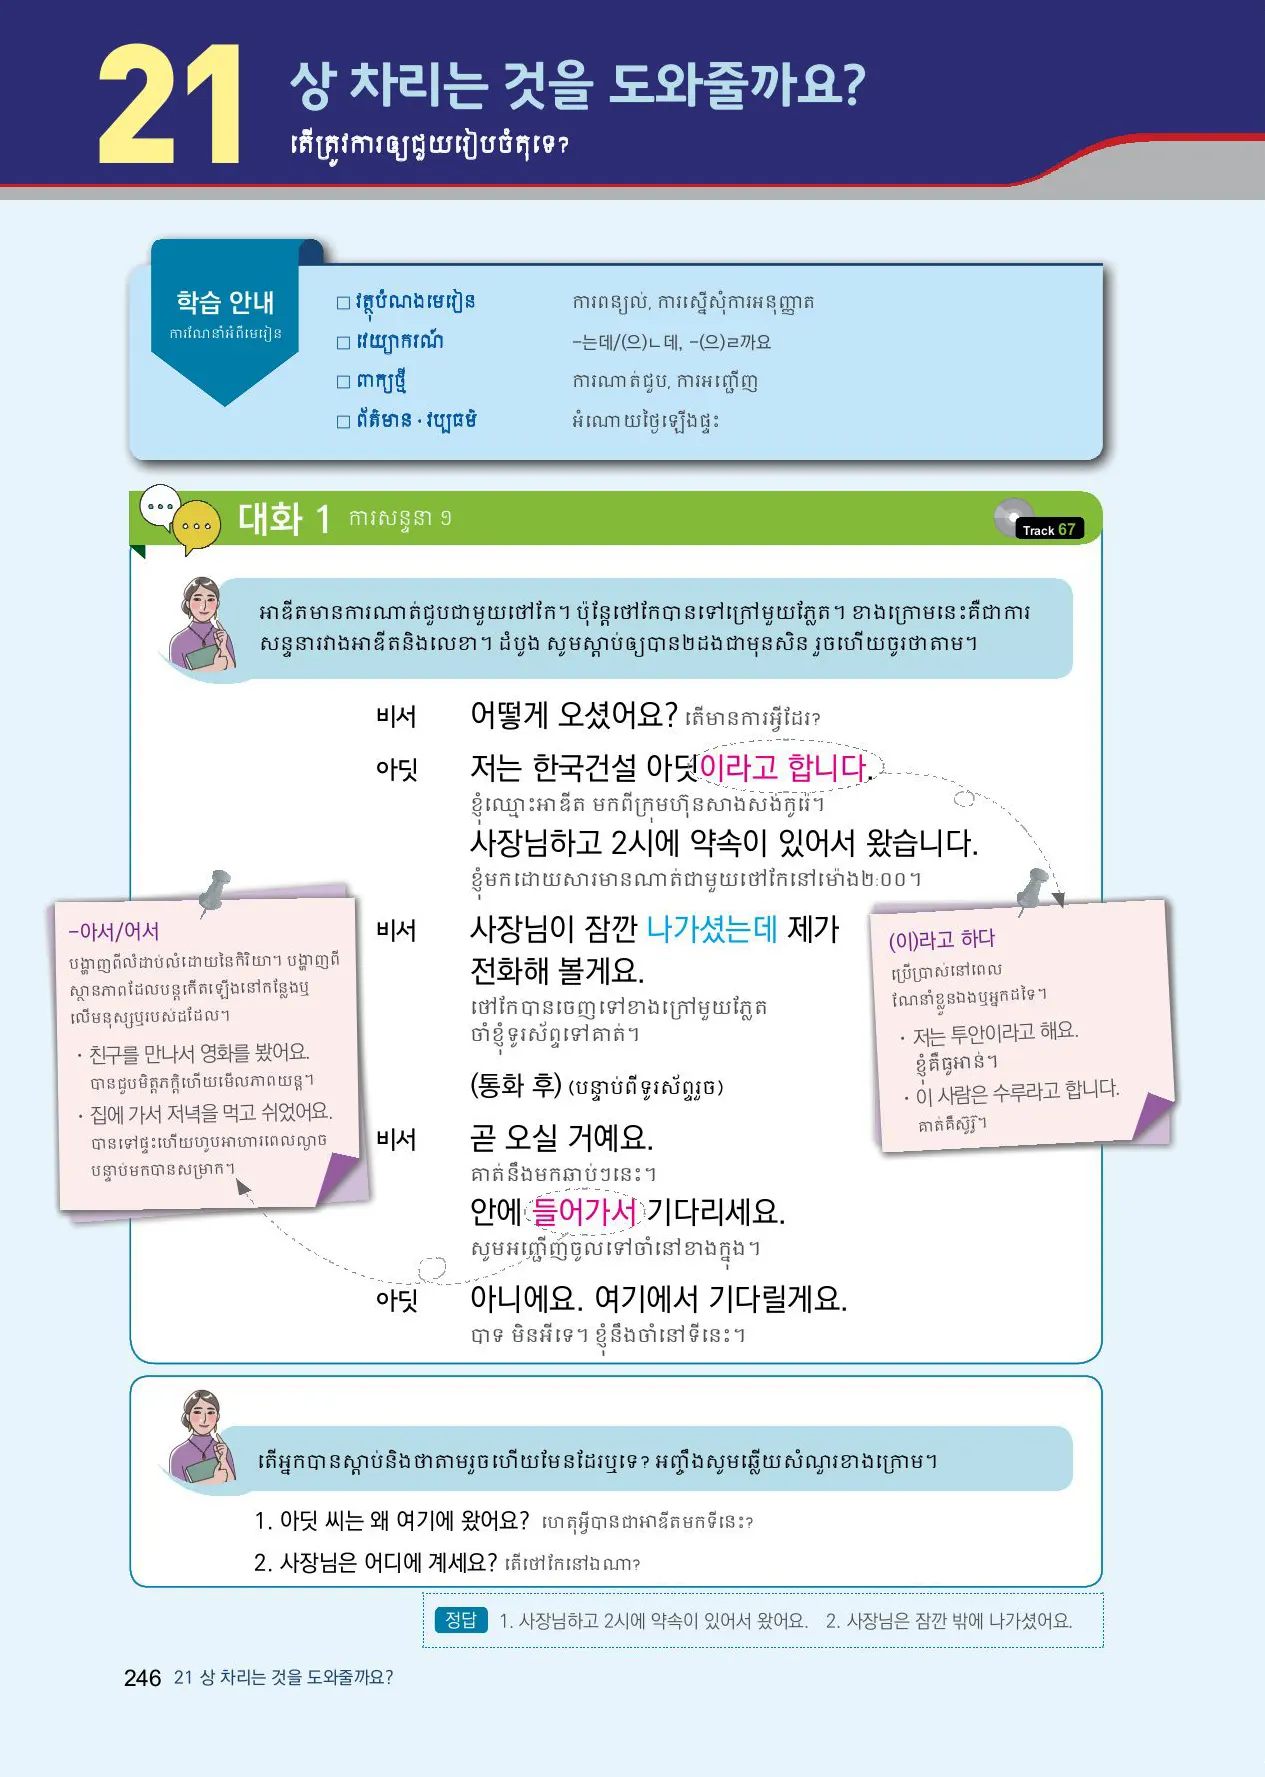 21
상 차리는 것을 도와줄까요?
តើត្រូវការឲ្យជួយរៀបចំតុទេ?
학습 안내
ការណែនាំអំពីមេរៀន
□ វត្ថុបំណងមេរៀន ការពន្យល់, ការស្នើសុំការអនុញ្ញាត
□ វេយ្យាករណ៍ -는데/(으)ㄴ데, -(으)ㄹ까요
□ ពាក្យថ្មី ការណាត់ជួប, ការអញ្ជើញ
□ ព័ត៌មាន · វប្បធម៌ អំណោយថ្ងៃឡើងផ្ទះ
대화 1 ការសន្ទនា ១
Track 67
អាឌីតមានការណាត់ជួបជាមួយថៅកែ។ ប៉ុន្តែថៅកែបានទៅក្រៅមួយភ្លែត។ ខាងក្រោមនេះគឺជាការ
សន្ទនារវាងអាឌីតនិងលេខា។ ដំបូង សូមស្តាប់ឲ្យបាន២ដងជាមុនសិន រួចហើយចូរថាតាម។
비서 어떻게 오셨어요? តើមានការអ្វីដែរ?
아딧 저는 한국건설 아딧이라고 합니다.
ខ្ញុំឈ្មោះអាឌីត មកពីក្រុមហ៊ុនសាងសង់កូរ៉េ។
사장님하고 2시에 약속이 있어서 왔습니다.
ខ្ញុំមកដោយសារមានណាត់ជាមួយថៅកែនៅម៉ោង២:០០។
비서 사장님이 잠깐 나가셨는데 제가
전화해 볼게요.
ថៅកែបានចេញទៅខាងក្រៅមួយភ្លែត
ចាំខ្ញុំទូរស័ព្ទទៅគាត់។
(통화 후) (បន្ទាប់ពីទូរស័ព្ទរួច)
비서 곧 오실 거예요.
គាត់នឹងមកឆាប់ៗនេះ។
안에 들어가서 기다리세요.
សូមអញ្ជើញចូលទៅចាំនៅខាងក្នុង។
아딧 아니에요. 여기에서 기다릴게요.
បាទ មិនអីទេ។ ខ្ញុំនឹងចាំនៅទីនេះ។
-아서/어서
បង្ហាញពីលំដាប់លំដោយនៃកិរិយា។ បង្ហាញពី
ស្ថានភាពដែលបន្តកើតឡើងនៅកន្លែងឬ
លើមនុស្សឬរបស់ដដែល។
· 친구를 만나서 영화를 봤어요.
បានជួបមិត្តភក្តិហើយមើលភាពយន្ត។
· 집에 가서 저녁을 먹고 쉬었어요.
បានទៅផ្ទះហើយហូបអាហារពេលល្ងាច
បន្ទាប់មកបានសម្រាក។
(이)라고 하다
ប្រើប្រាស់នៅពេល
ណែនាំខ្លួនឯងឬអ្នកដទៃ។
· 저는 투안이라고 해요.
ខ្ញុំគឺធូអាន់។
· 이 사람은 수루라고 합니다.
គាត់គឺស៊ូរ៉ូ។
តើអ្នកបានស្តាប់និងថាតាមរួចហើយមែនដែរឬទេ? អញ្ចឹងសូមឆ្លើយសំណួរខាងក្រោម។
1. 아딧 씨는 왜 여기에 왔어요? ហេតុអ្វីបានជាអាឌីតមកទីនេះ?
2. 사장님은 어디에 계세요? តើថៅកែនៅឯណា?
정답 1. 사장님하고 2시에 약속이 있어서 왔어요. 2. 사장님은 잠깐 밖에 나가셨어요.
246 21 상 차리는 것을 도와줄까요?